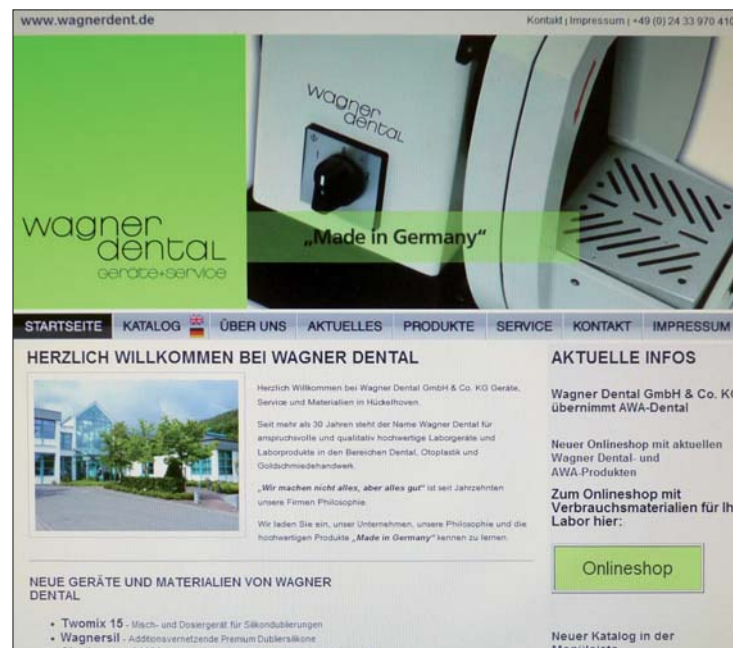 www.wagnerdent.de
Kontakt | Impressum | +49 (0) 24 33 970 410
wagner
dental
wagner
dental
geräte+service
„Made in Germany“
STARTSEITE KATALOG ÜBER UNS AKTUELLES PRODUKTE SERVICE KONTAKT IMPRESSUM
HERZLICH WILLKOMMEN BEI WAGNER DENTAL
Herzlich Willkommen bei Wagner Dental GmbH & Co. KG Geräte,
Service und Materialien in Hückelhoven.
Seit mehr als 30 Jahren steht der Name Wagner Dental für
anspruchsvolle und qualitativ hochwertige Laborgeräte und
Laborprodukte in den Bereichen Dental, Otoplastik und
Goldschmiedehandwerk.
„Wir machen nicht alles, aber alles gut“ ist seit Jahrzehnten
unsere Firmen Philosophie.
Wir laden Sie ein, unser Unternehmen, unsere Philosophie und die
hochwertigen Produkte „Made in Germany“ kennen zu lernen.
NEUE GERÄTE UND MATERIALIEN VON WAGNER
DENTAL
• Twomix 15 - Misch- und Dosiergerät für Silikondublierungen
• Wagnersil - Additionsvernetzende Premium Dubliersilikone
AKTUELLE INFOS
Wagner Dental GmbH & Co. KG
übernimmt AWA-Dental
Neuer Onlineshop mit aktuellen
Wagner Dental- und
AWA-Produkten
Zum Onlineshop mit
Verbrauchsmaterialien für Ih
Labor hier:
Onlineshop
Neuer Katalog in der